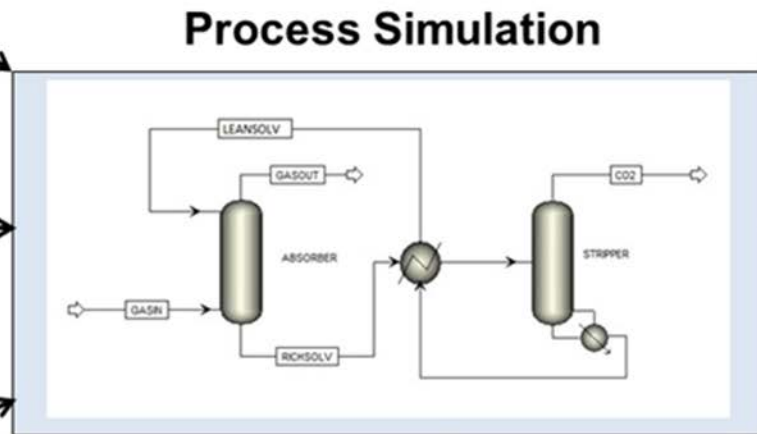 Process Simulation
LEANSOLV
GASOUT
CO2
ABSORBER
STRIPPER
GASIN
RICHSOLV